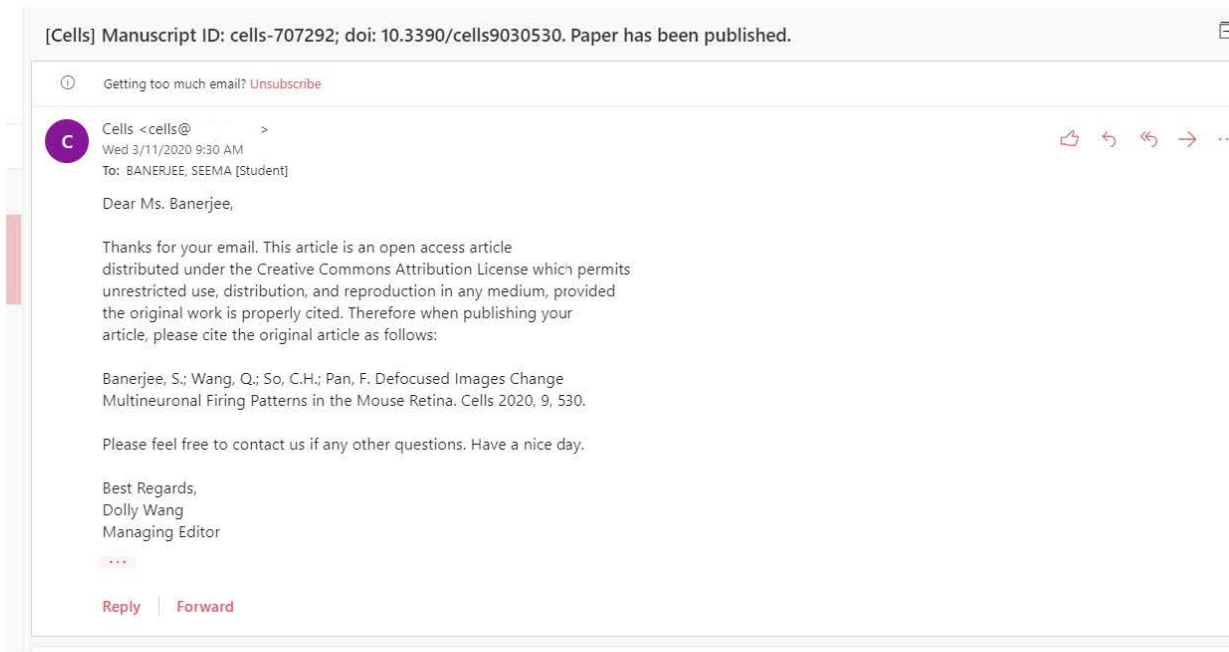 [Cells] Manuscript ID: cells-707292; doi: 10.3390/cells9030530. Paper has been published.
Getting too much email? Unsubscribe
C
Cells <cells@ >
Wed 3/11/2020 9:30 AM
To: BANERJEE, SEEMA [Student]
Dear Ms. Banerjee,
Thanks for your email. This article is an open access article
distributed under the Creative Commons Attribution License which permits
unrestricted use, distribution, and reproduction in any medium, provided
the original work is properly cited. Therefore when publishing your
article, please cite the original article as follows:
Banerjee, S.; Wang, Q.; So, C.H.; Pan, F. Defocused Images Change
Multineuronal Firing Patterns in the Mouse Retina. Cells 2020, 9, 530.
Please feel free to contact us if any other questions. Have a nice day.
Best Regards,
Dolly Wang
Managing Editor
...
Reply | Forward